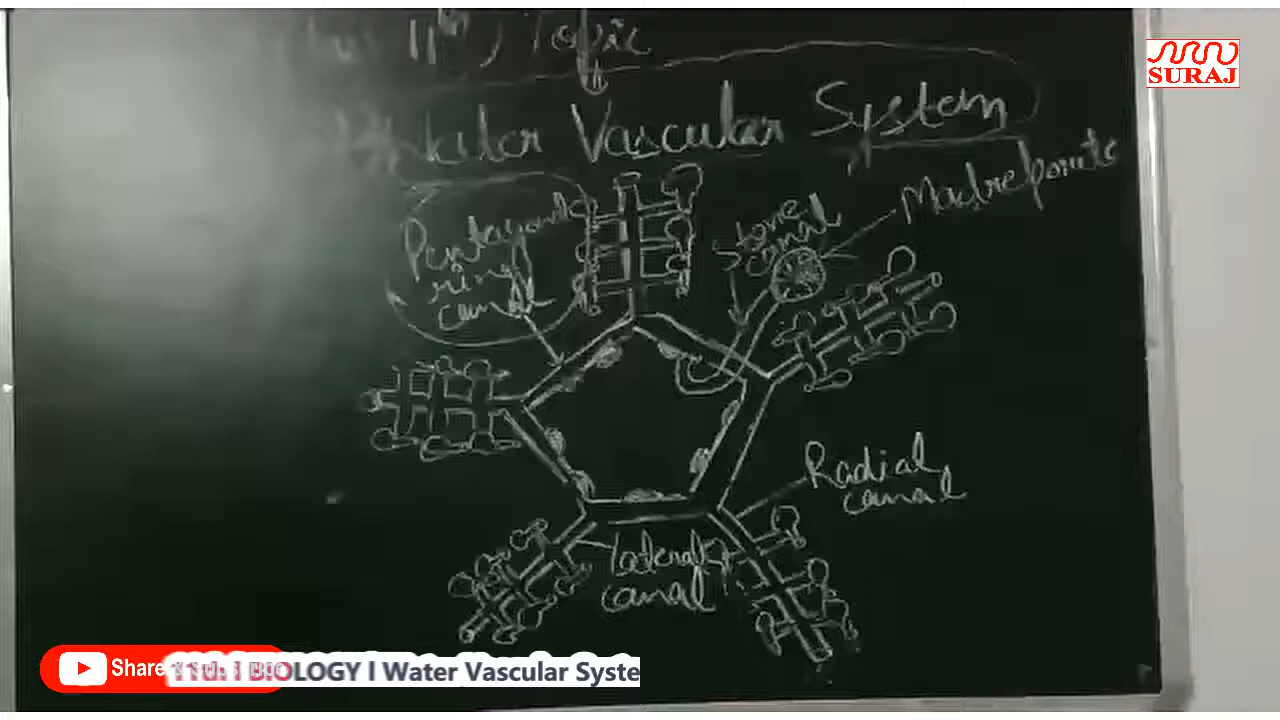 11th, Topic
Water Vascular System
Madreporite
Stone
canal
Pentagonal
ring
canal
Radial
canal
Lateral
canal
SURAJ
Share
BIOLOGY l Water Vascular Syste